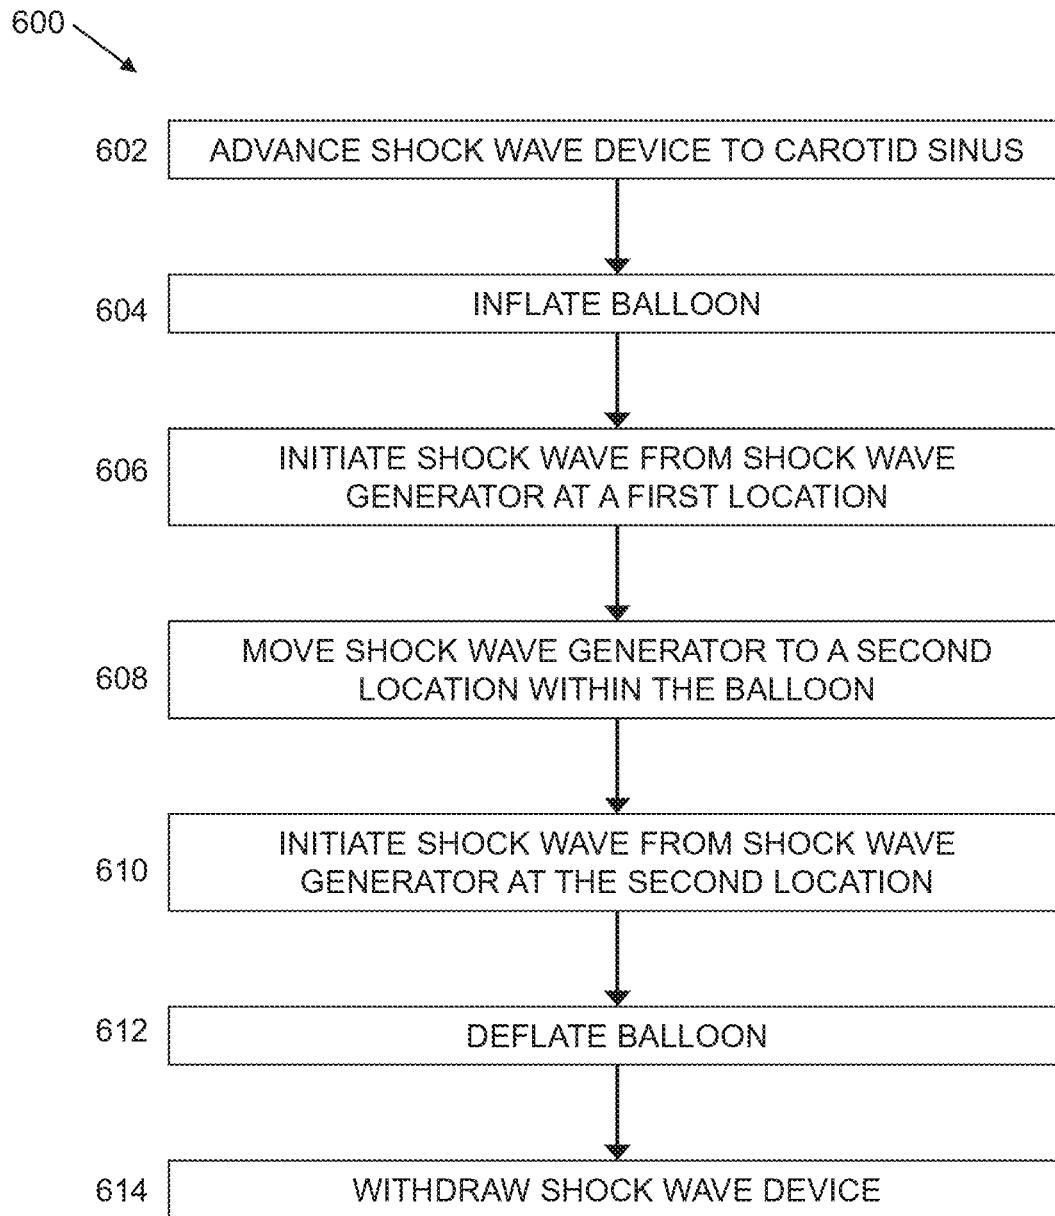 600
602 ADVANCE SHOCK WAVE DEVICE TO CAROTID SINUS
604 INFLATE BALLOON
606 INITIATE SHOCK WAVE FROM SHOCK WAVE
GENERATOR AT A FIRST LOCATION
608 MOVE SHOCK WAVE GENERATOR TO A SECOND
LOCATION WITHIN THE BALLOON
610 INITIATE SHOCK WAVE FROM SHOCK WAVE
GENERATOR AT THE SECOND LOCATION
612 DEFLATE BALLOON
614 WITHDRAW SHOCK WAVE DEVICE